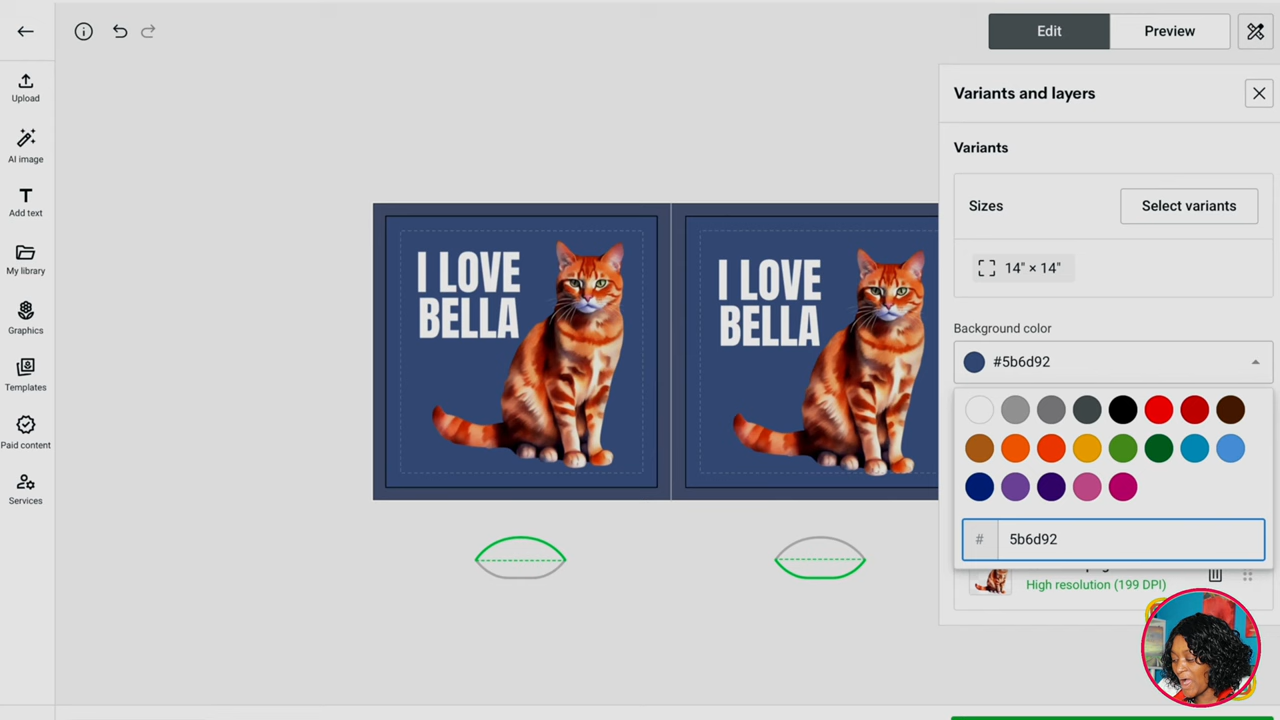 Edit
Preview
Upload
AI image
Add text
My library
Graphics
Templates
Paid content
Services
I LOVE
BELLA
I LOVE
BELLA
Variants and layers
Variants
Sizes
Select variants
14" × 14"
Background color
#5b6d92
# 5b6d92
High resolution (199 DPI)